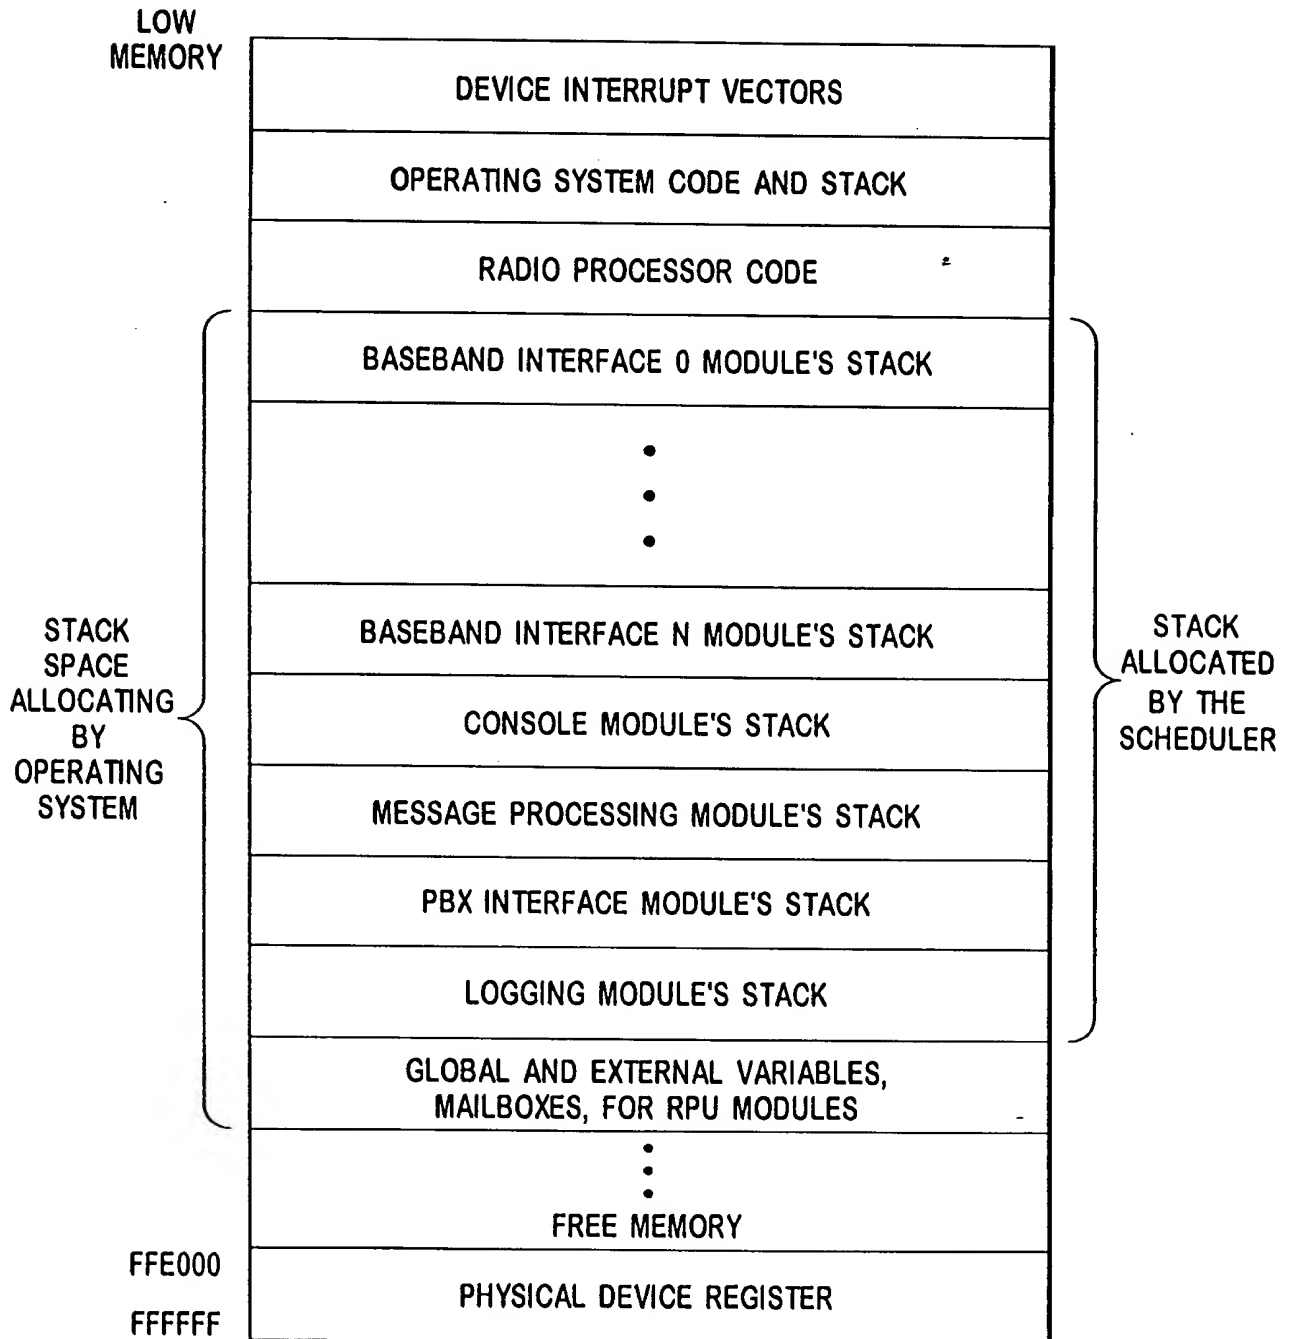 LOW
MEMORY
DEVICE INTERRUPT VECTORS
OPERATING SYSTEM CODE AND STACK
RADIO PROCESSOR CODE
BASEBAND INTERFACE 0 MODULE'S STACK
BASEBAND INTERFACE N MODULE'S STACK
CONSOLE MODULE'S STACK
MESSAGE PROCESSING MODULE'S STACK
PBX INTERFACE MODULE'S STACK
LOGGING MODULE'S STACK
GLOBAL AND EXTERNAL VARIABLES,
MAILBOXES, FOR RPU MODULES
FREE MEMORY
PHYSICAL DEVICE REGISTER
STACK
SPACE
ALLOCATING
BY
OPERATING
SYSTEM
STACK
ALLOCATED
BY THE
SCHEDULER
FFE000
FFFFFF